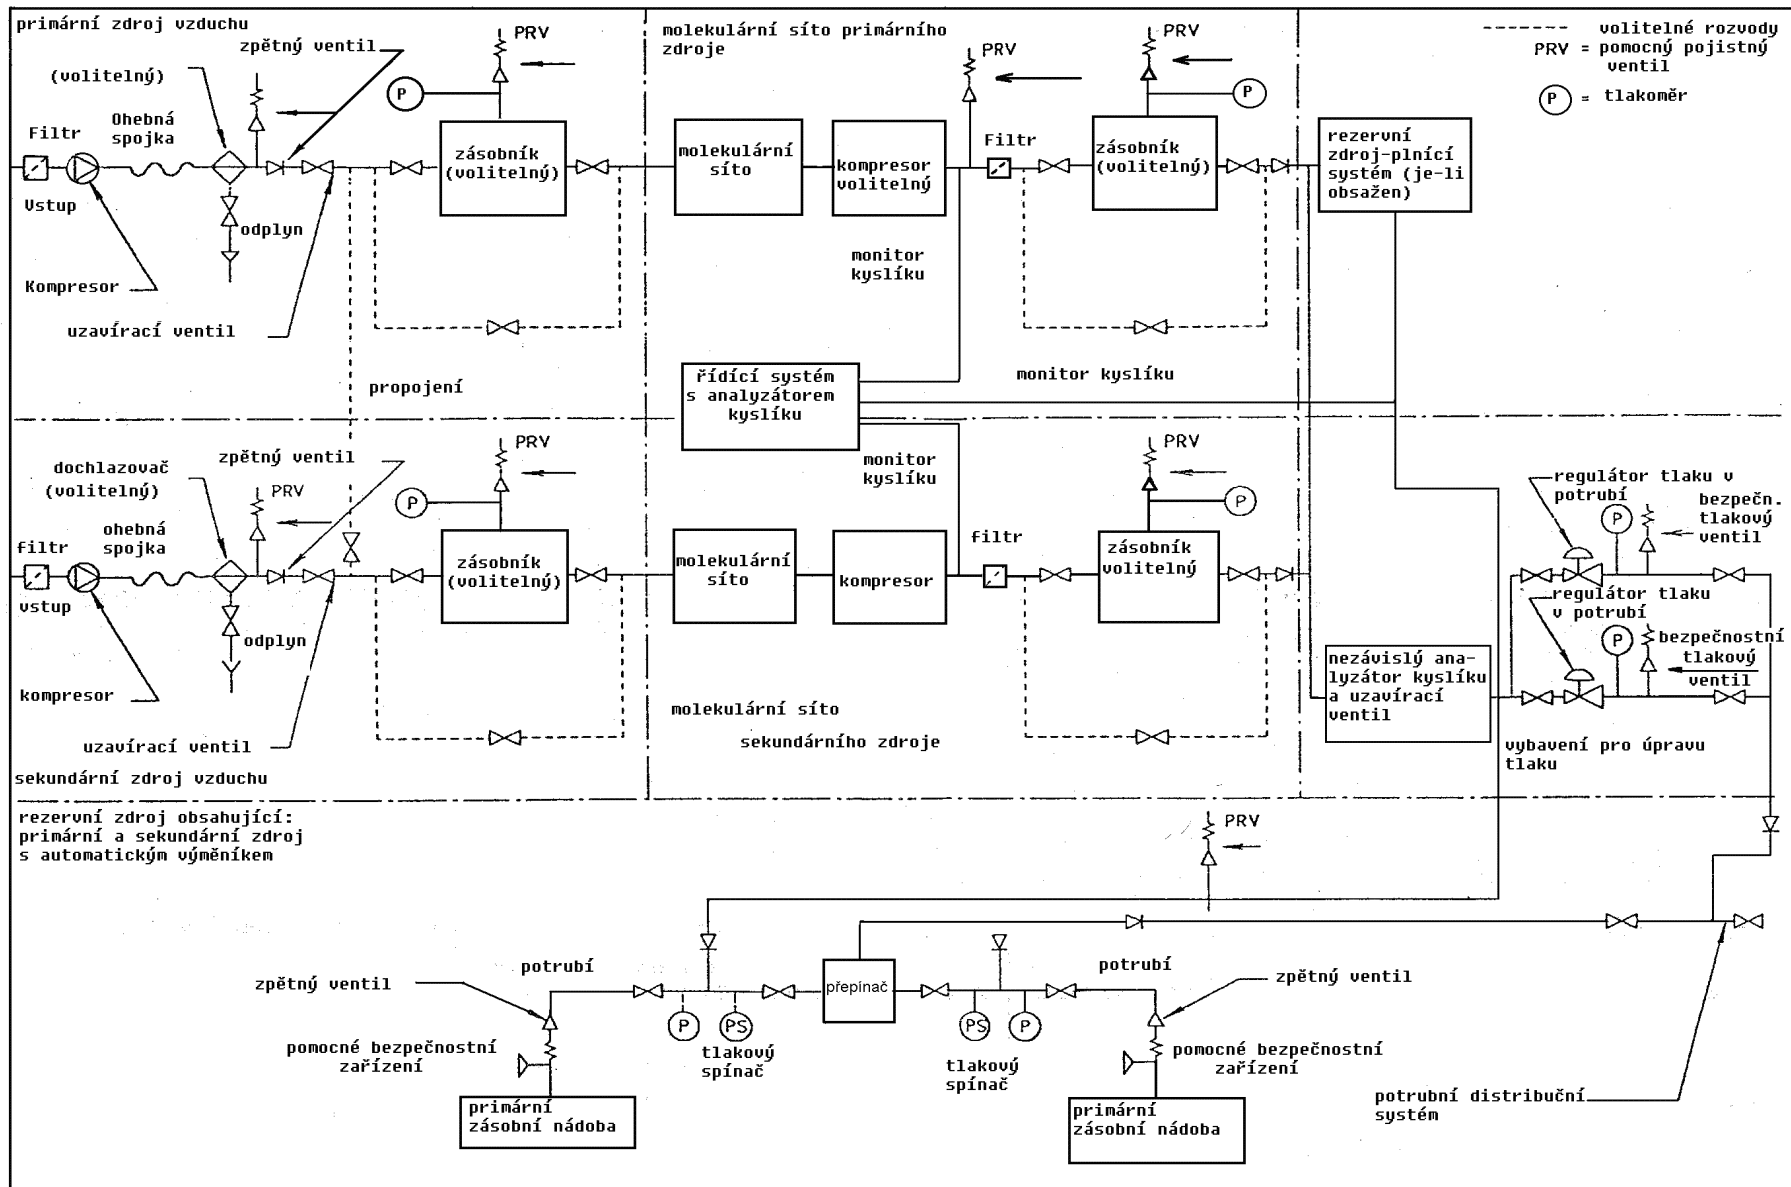 primární zdroj vzduchu
zpětný ventil
(volitelný)
PRV
P
Ohebná
spojka
Filtr
Vstup
zásobník
(volitelný)
odplyn
Kompresor
uzavírací ventil
propojení
molekulární síto primárního
zdroje
PRV
P
molekulární
síto
kompresor
volitelný
Filtr
zásobník
(volitelný)
monitor
kyslíku
řídící systém
s analyzátorem
kyslíku
monitor kyslíku
volitelné rozvody
PRV = pomocný pojistný
ventil
P = tlakoměr
rezervní
zdroj-plnící
systém (je-li
obsažen)
dochlazovač
(volitelný)
zpětný ventil
PRV
PRV
P
ohebná
spojka
filtr
vstup
zásobník
(volitelný)
odplyn
kompresor
uzavírací ventil
sekundární zdroj vzduchu
monitor
kyslíku
PRV
P
molekulární
síto
kompresor
filtr
zásobník
volitelný
molekulární síto
sekundárního zdroje
regulátor tlaku v
potrubí
P
bezpečn.
tlakový
ventil
regulátor tlaku
v potrubí
P
bezpečnostní
tlakový
ventil
nezávislý ana-
lyzátor kyslíku
a uzavírací
ventil
vybavení pro úpravu
tlaku
rezervní zdroj obsahující:
primární a sekundární zdroj
s automatickým výměníkem
PRV
zpětný ventil
potrubí
přepínač
potrubí
zpětný ventil
P
PS
PS
P
pomocné bezpečnostní
zařízení
tlakový
spínač
tlakový
spínač
pomocné bezpečnostní
zařízení
primární
zásobní nádoba
primární
zásobní nádoba
potrubní distribuční
systém